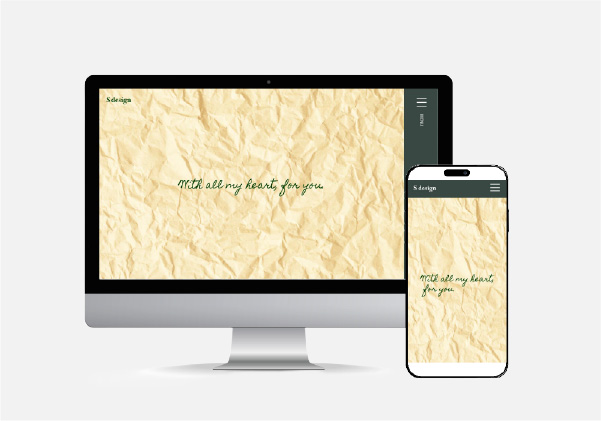 S design
MENU
With all my heart, for you.
S design
With all my heart,
for you.